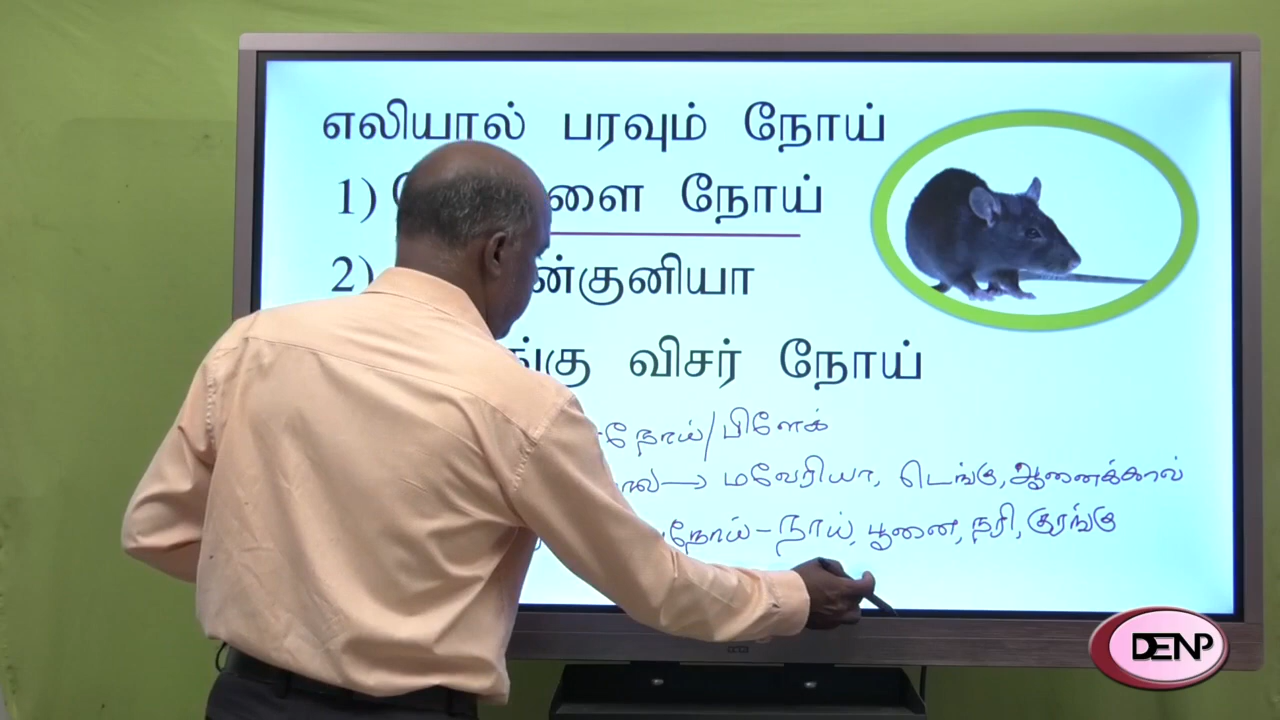 எலியால் பரவும் நோய்
1) ளை நோய்
2) ன்குனியா
ங்கு விசர் நோய்
நோய்/பிளேக்
மலேரியா, டெங்கு, ஆனைக்கால்
நோய் - நாய், பூனை, நரி, குரங்கு
DENP